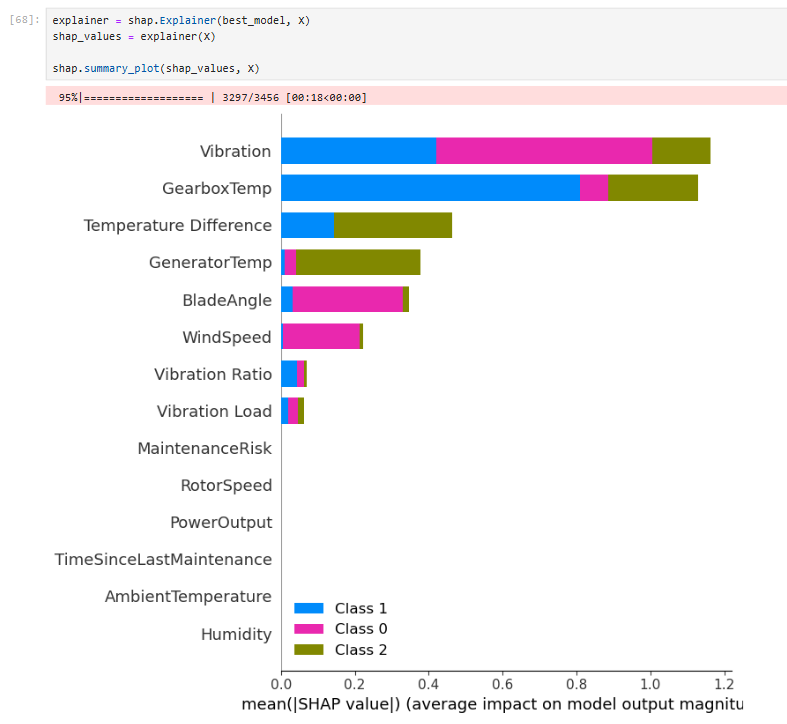 [68]: explainer = shap.Explainer(best_model, X)
shap_values = explainer(X)
shap.summary_plot(shap_values, X)
95%|=================== | 3297/3456 [00:18<00:00]
Vibration
GearboxTemp
Temperature Difference
GeneratorTemp
BladeAngle
WindSpeed
Vibration Ratio
Vibration Load
MaintenanceRisk
RotorSpeed
PowerOutput
TimeSinceLastMaintenance
AmbientTemperature
Humidity
Class 1
Class 0
Class 2
0.0 0.2 0.4 0.6 0.8 1.0 1.2
mean(|SHAP value|) (average impact on model output magnitu